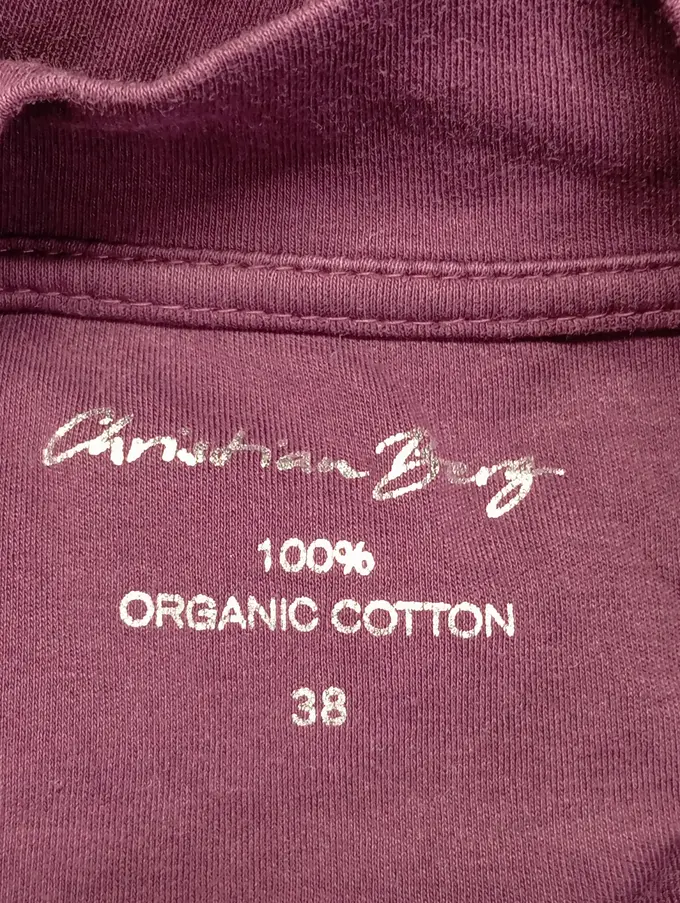 Christian Berg
100%
ORGANIC COTTON
38